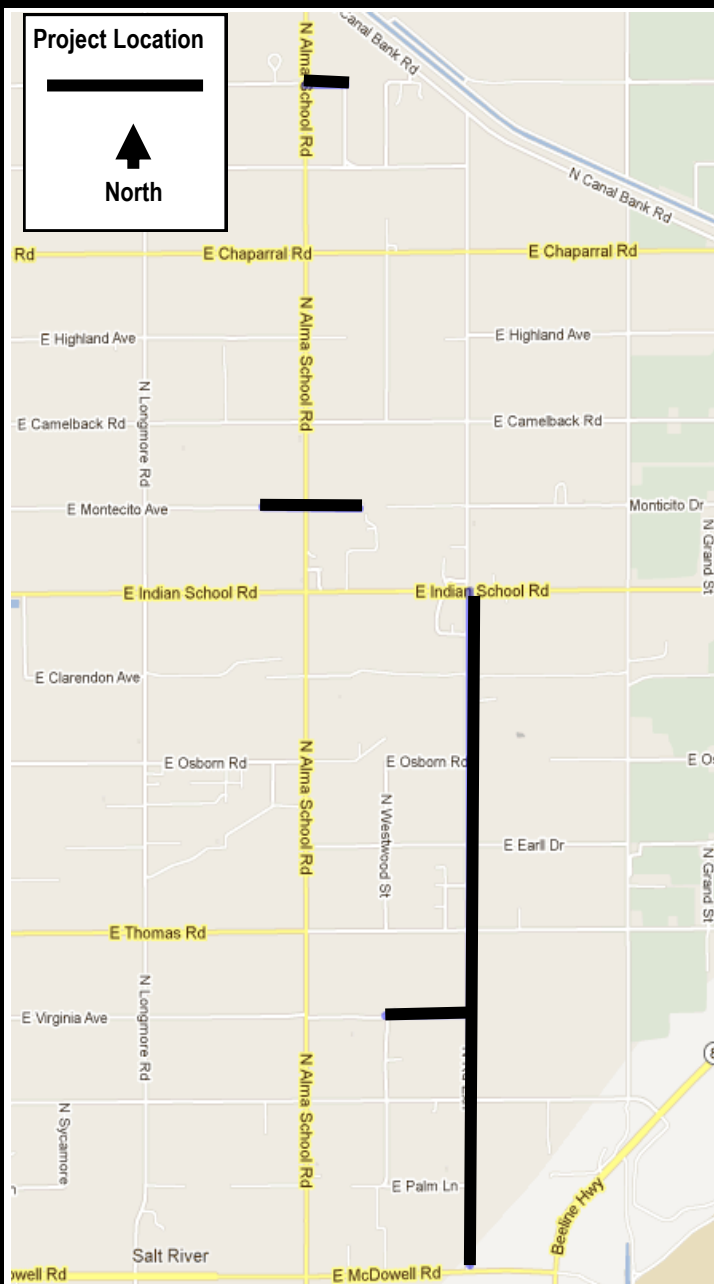 Project Location
North
N Alma School Rd
Canal Bank Rd
N Canal Bank Rd
Rd
E Chaparral Rd
E Chaparral Rd
N Alma School Rd
E Highland Ave
E Highland Ave
N Longmore Rd
E Camelback Rd
E Camelback Rd
E Montecito Ave
Monticito Dr
N Grand St
E Indian School Rd
E Indian School Rd
E Clarendon Ave
N Alma School Rd
E Osborn Rd
E Osborn Rd
E Os
N Westwood St
E Earll Dr
N Grand St
E Thomas Rd
N Longmore Rd
E Virginia Ave
N Alma School Rd
N Sycamore
E Palm Ln
Beeline Hwy
Salt River
owell Rd
E McDowell Rd